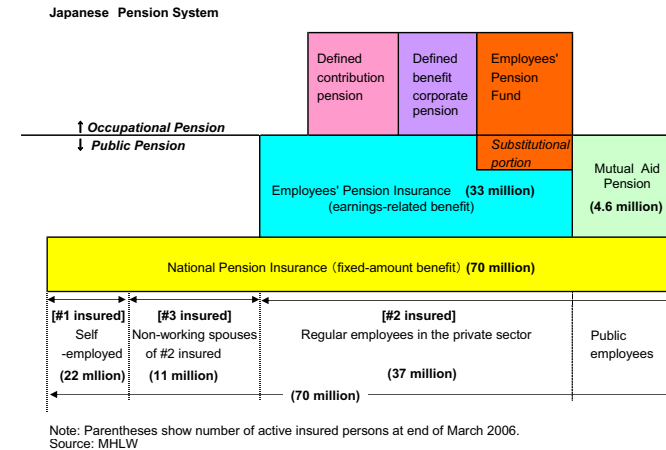 Japanese Pension System
Defined
contribution
pension
Defined
benefit
corporate
pension
Employees'
Pension
Fund
↑ Occupational Pension
↓ Public Pension
Substitutional
portion
Employees' Pension Insurance (33 million)
(earnings-related benefit)
Mutual Aid
Pension
(4.6 million)
National Pension Insurance (fixed-amount benefit) (70 million)
[#1 insured]
Self
-employed
(22 mllion)
[#3 insured]
Non-working spouses
of #2 insured
(11 million)
[#2 insured]
Regular employees in the private sector
(37 million)
Public
employees
(70 million)
Note: Parentheses show number of active insured persons at end of March 2006.
Source: MHLW